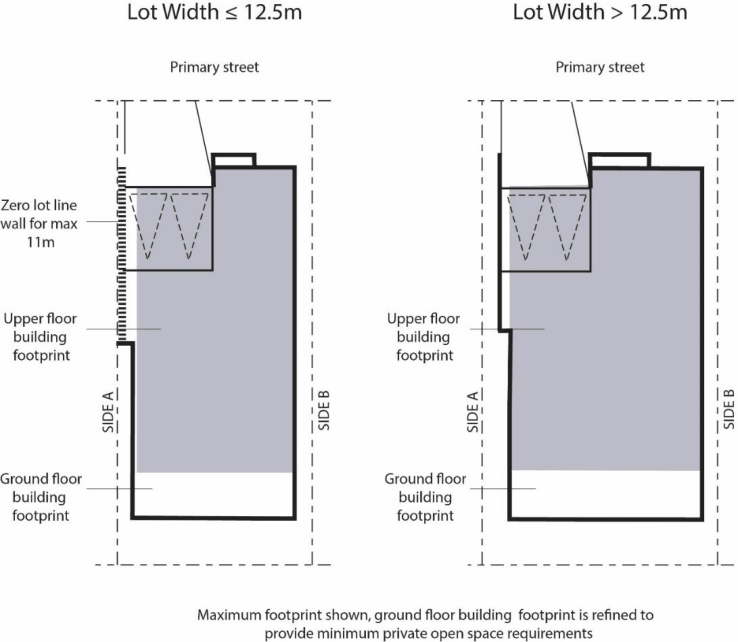 Lot Width ≤ 12.5m
Lot Width > 12.5m
Primary street
Primary street
Zero lot line
wall for max
11m
Upper floor
building
footprint
Upper floor
building
footprint
SIDE A
SIDE B
SIDE A
SIDE B
Ground floor
building
footprint
Ground floor
building
footprint
Maximum footprint shown, ground floor building footprint is refined to
provide minimum private open space requirements